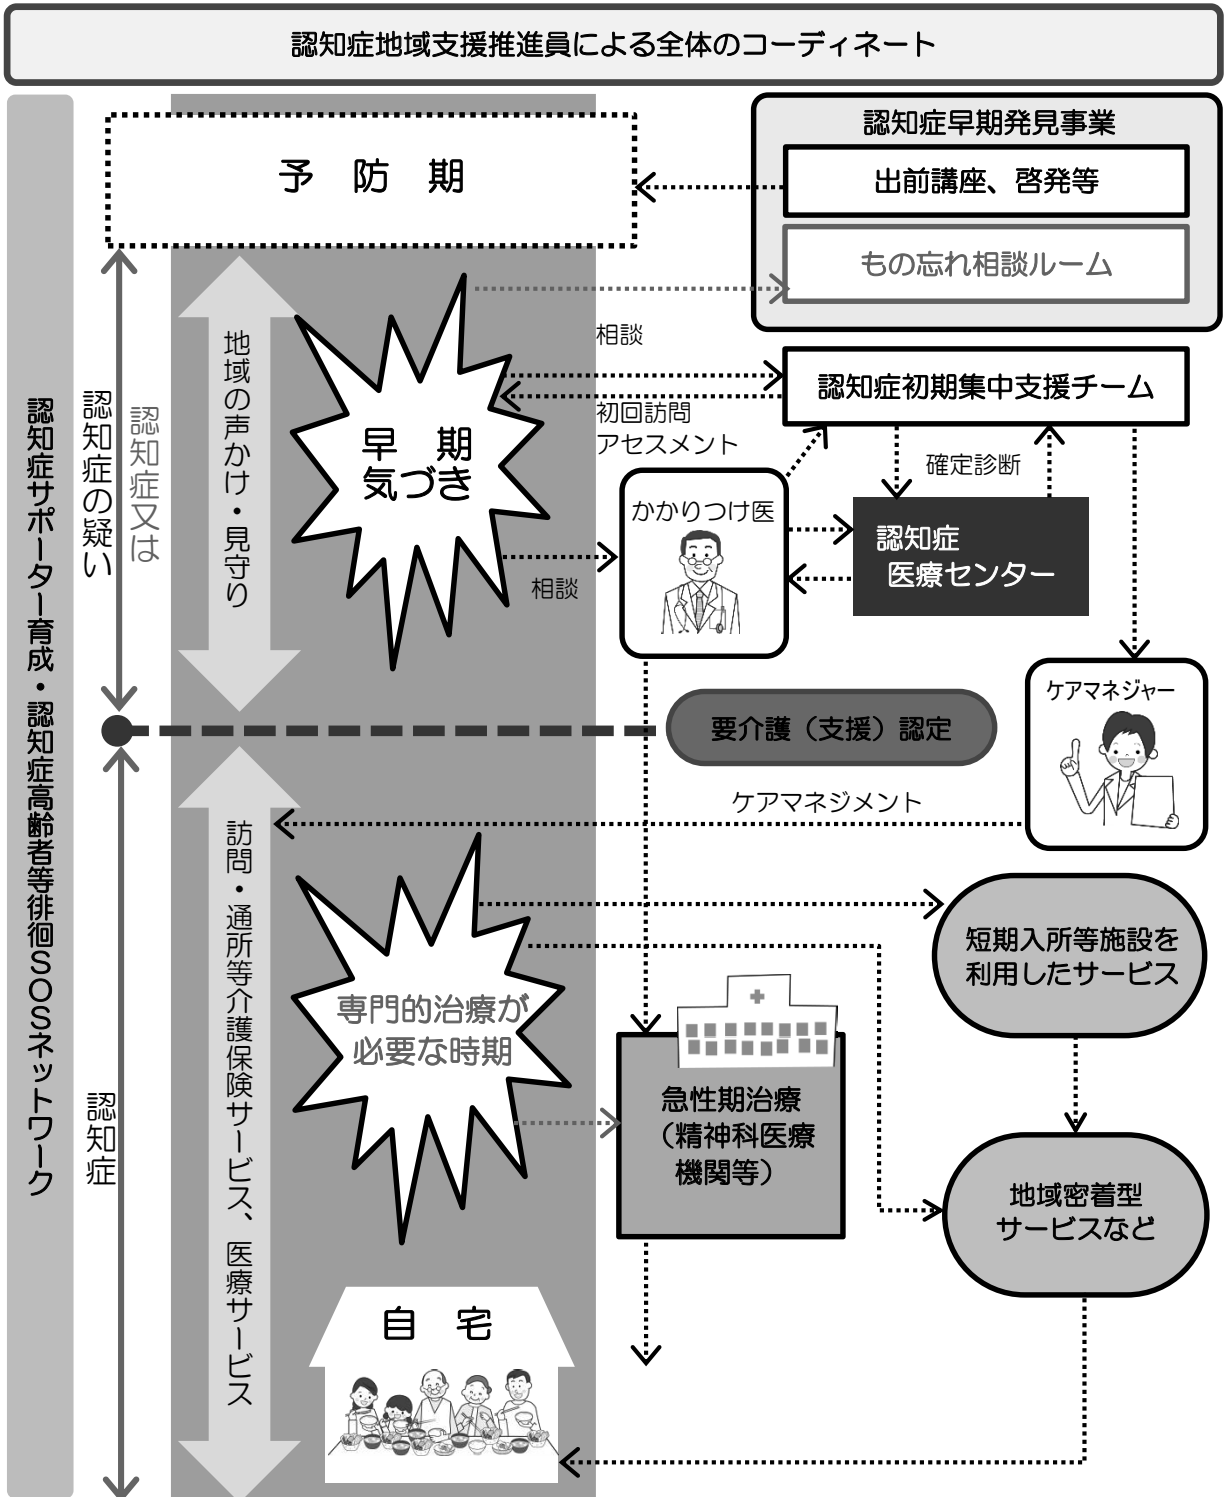 認知症地域支援推進員による全体のコーディネート
認知症サポーター育成・認知症高齢者等徘徊SOSネットワーク
予　防　期
認知症早期発見事業
出前講座、啓発等
もの忘れ相談ルーム
認知症又は
認知症の疑い
地域の声かけ・見守り
早　期
気づき
相談
認知症初期集中支援チーム
初回訪問
アセスメント
確定診断
かかりつけ医
認知症
医療センター
相談
ケアマネジャー
要介護（支援）認定
ケアマネジメント
認知症
訪問・通所等介護保険サービス、医療サービス
専門的治療が
必要な時期
短期入所等施設を
利用したサービス
急性期治療
（精神科医療
機関等）
地域密着型
サービスなど
自　宅